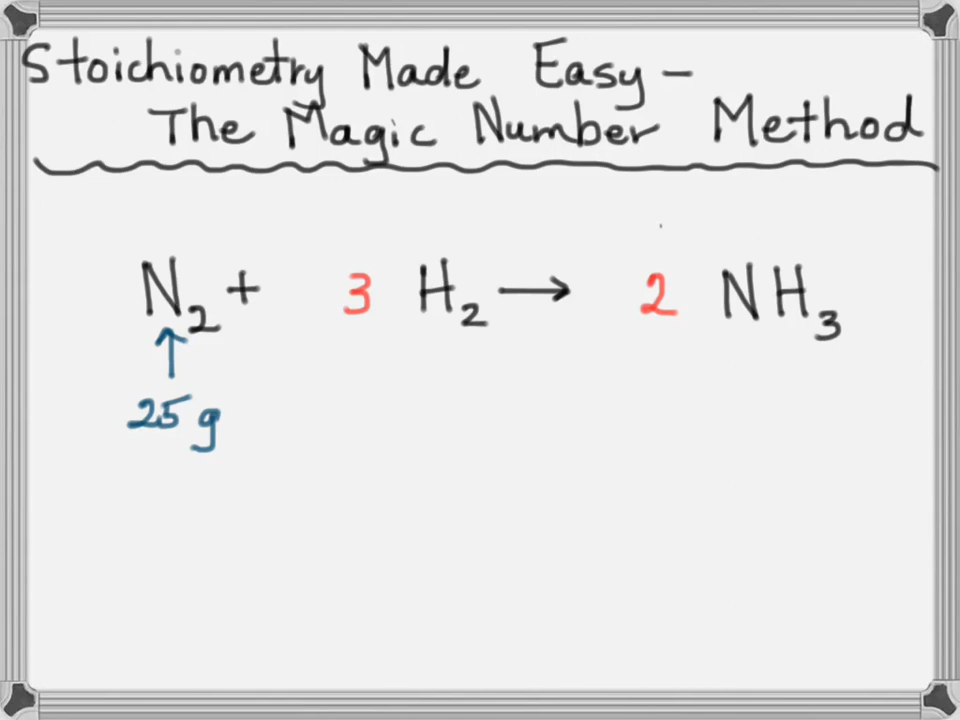 Stoichiometry Made Easy –
The Magic Number Method
N₂ + 3 H₂ → 2 NH₃
↑
25 g